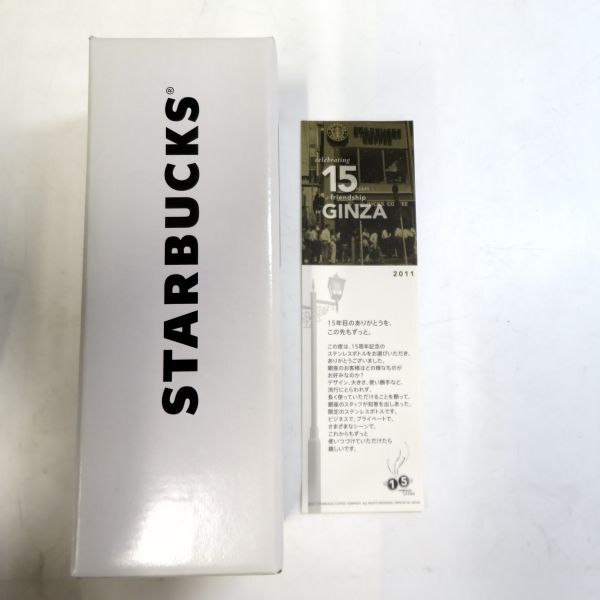 STARBUCKS®
STARBUCKS
COFFEE
celebrating
15
YEARS
friendship
GINZA
2011
15年目のありがとうを、
この先もずっと。
この度は、15周年記念の
ステンレスボトルをお選びいただき、
ありがとうございました。
銀座のお客様はどの様なものが
お好みなのか?
デザイン、大きさ、使い勝手など、
流行にとらわれず、
長く使っていただけることを願って、
銀座のスタッフが知恵を出しあった、
限定のステンレスボトルです。
ビジネスで、プライベートで、
さまざまなシーンで、
これからもずっと
使いつづけていただけたら
嬉しいです。
15